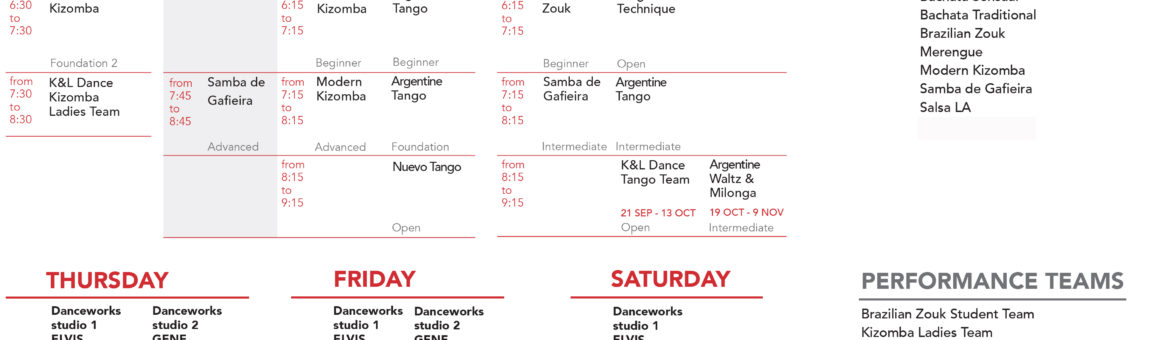 6:30
to
7:30
Kizomba
Foundation 2
from
7:30
to
8:30
K&L Dance
Kizomba
Ladies Team
from
7:45
to
8:45
Samba de
Gafieira
Advanced
6:15
to
7:15
Kizomba
Beginner
Tango
Beginner
from
7:15
to
8:15
Modern
Kizomba
Advanced
Argentine
Tango
Foundation
from
8:15
to
9:15
Nuevo Tango
Open
6:15
to
7:15
Zouk
Beginner
Technique
Open
from
7:15
to
8:15
Samba de
Gafieira
Intermediate
Argentine
Tango
Intermediate
from
8:15
to
9:15
K&L Dance
Tango Team
21 SEP - 13 OCT
Open
Argentine
Waltz &
Milonga
19 OCT - 9 NOV
Intermediate
Bachata Traditional
Brazilian Zouk
Merengue
Modern Kizomba
Samba de Gafieira
Salsa LA
THURSDAY
Danceworks
studio 1
ELVIS
Danceworks
studio 2
GENE
FRIDAY
Danceworks
studio 1
ELVIS
Danceworks
studio 2
GENE
SATURDAY
Danceworks
studio 1
ELVIS
PERFORMANCE TEAMS
Brazilian Zouk Student Team
Kizomba Ladies Team